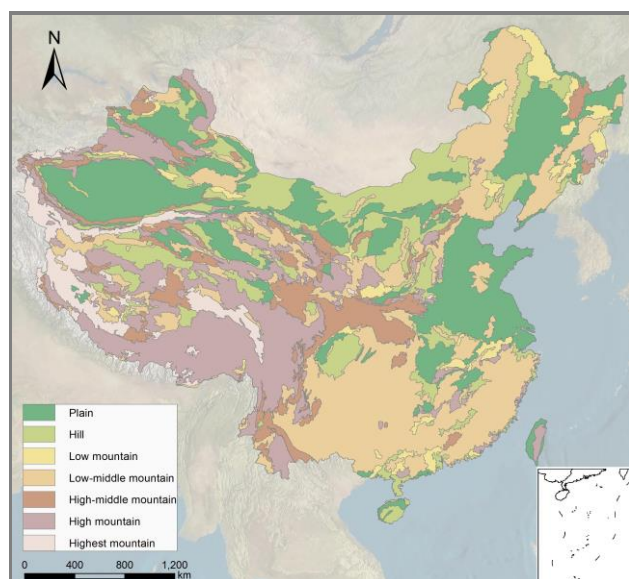 N
Plain
Hill
Low mountain
Low-middle mountain
High-middle mountain
High mountain
Highest mountain
0 400 800 1,200
km